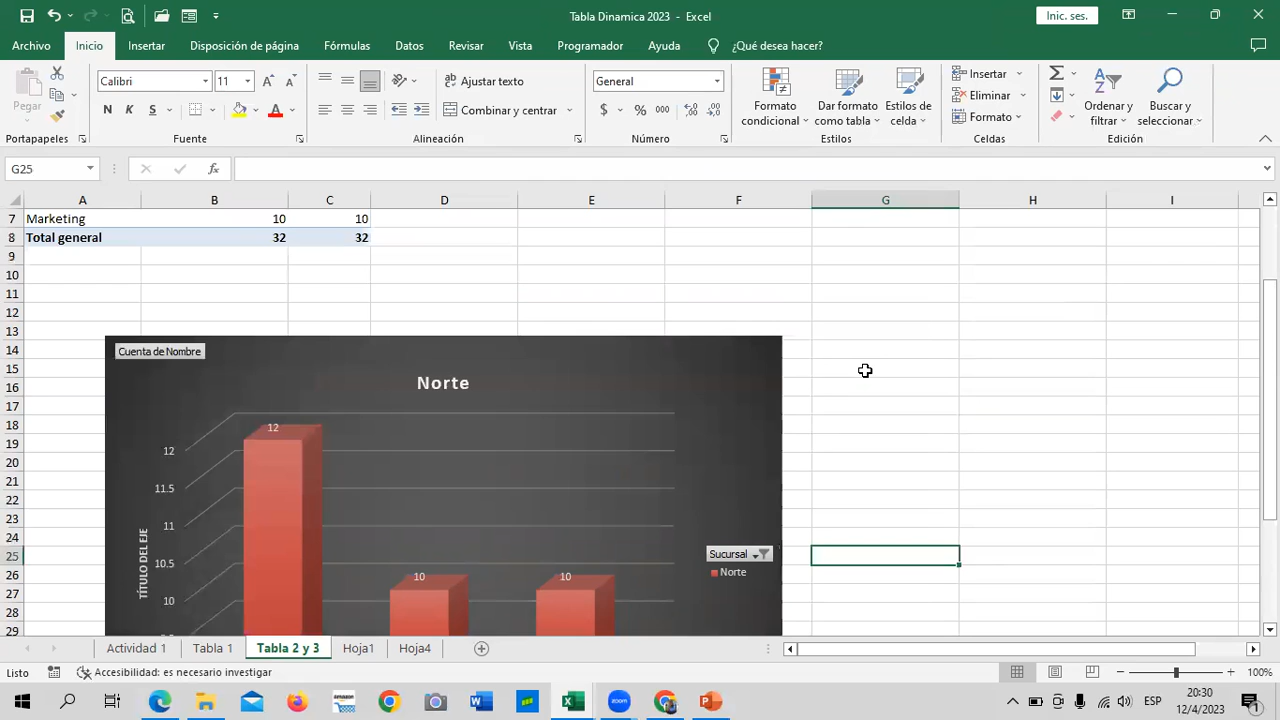 Tabla Dinamica 2023 - Excel
Inic. ses.
Archivo Inicio Insertar Disposición de página Fórmulas Datos Revisar Vista Programador Ayuda ¿Qué desea hacer?
Pegar
Calibri 11
N K S
Ajustar texto
Combinar y centrar
General
$ % 000
Formato condicional
Dar formato como tabla
Estilos de celda
Insertar
Eliminar
Formato
Ordenar y filtrar
Buscar y seleccionar
Portapapeles Fuente Alineación Número Estilos Celdas Edición
G25
fx
A B C D E F G H I
7 Marketing 10 10
8 Total general 32 32
9
10
11
12
13
14
15
16
17
18
19
20
21
22
23
24
25
26
27
28
29
Cuenta de Nombre
Norte
12
12
11.5
11
10.5
10
10
10
TÍTULO DEL EJE
Sucursal
Norte
Actividad 1 Tabla 1 Tabla 2 y 3 Hoja1 Hoja4
Listo Accesibilidad: es necesario investigar 100%
zoom
ESP
20:30
12/4/2023